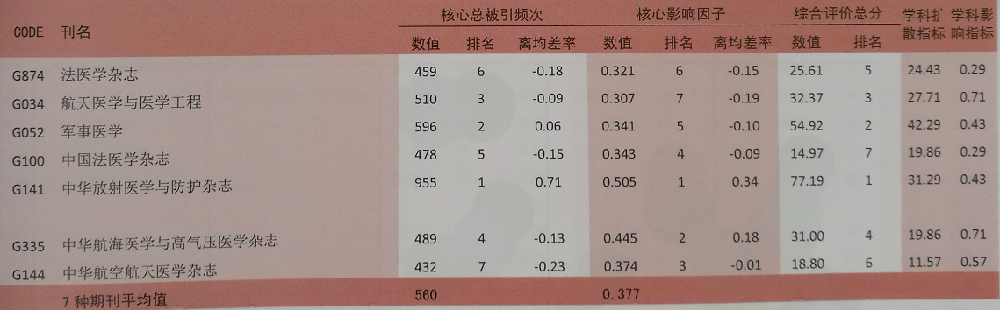 核心总被引频次 核心影响因子 综合评价总分 学科扩散指标 学科影响指标
CODE 刊名 数值 排名 离均差率 数值 排名 离均差率 数值 排名
G874 法医学杂志 459 6 -0.18 0.321 6 -0.15 25.61 5 24.43 0.29
G034 航天医学与医学工程 510 3 -0.09 0.307 7 -0.19 32.37 3 27.71 0.71
G052 军事医学 596 2 0.06 0.341 5 -0.10 54.92 2 42.29 0.43
G100 中国法医学杂志 478 5 -0.15 0.343 4 -0.09 14.97 7 19.86 0.29
G141 中华放射医学与防护杂志 955 1 0.71 0.505 1 0.34 77.19 1 31.29 0.43
G335 中华航海医学与高气压医学杂志 489 4 -0.13 0.445 2 0.18 31.00 4 19.86 0.71
G144 中华航空航天医学杂志 432 7 -0.23 0.374 3 -0.01 18.80 6 11.57 0.57
7种期刊平均值 560 0.377